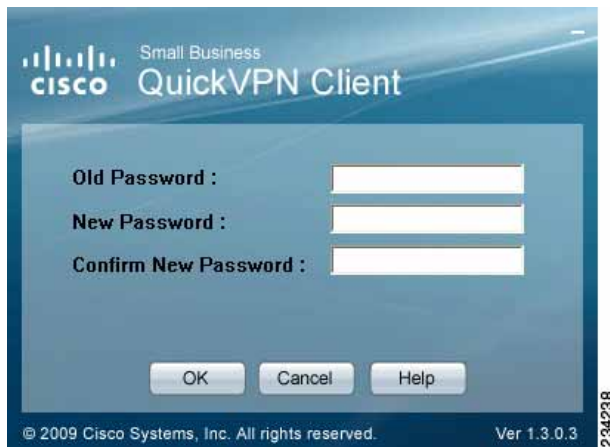 Small Business
CISCO QuickVPN Client
Old Password :
New Password :
Confirm New Password :
OK Cancel Help
© 2009 Cisco Systems, Inc. All rights reserved. Ver 1.3.0.3
234238